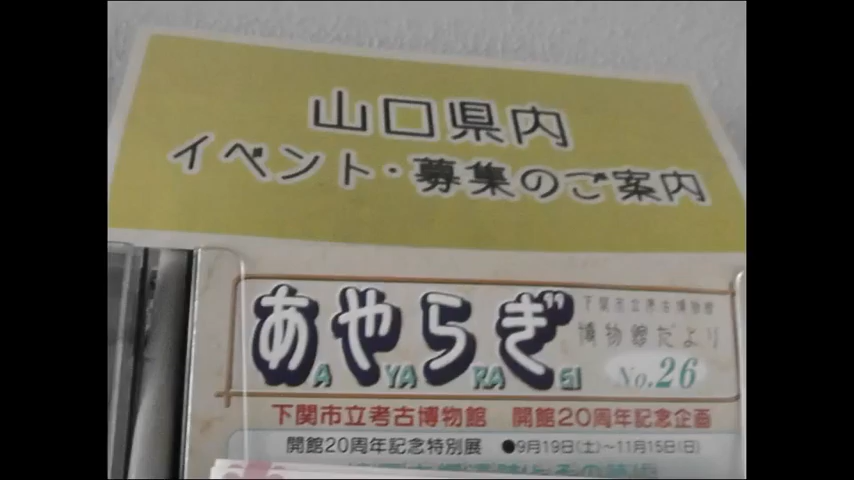 山口県内
イベント・募集のご案内
あやらぎ
AYARAGI
下関市立考古博物館
博物館だより
No.26
下関市立考古博物館 開館20周年記念企画
開館20周年記念特別展 ●9月19日(土)~11月15日(日)